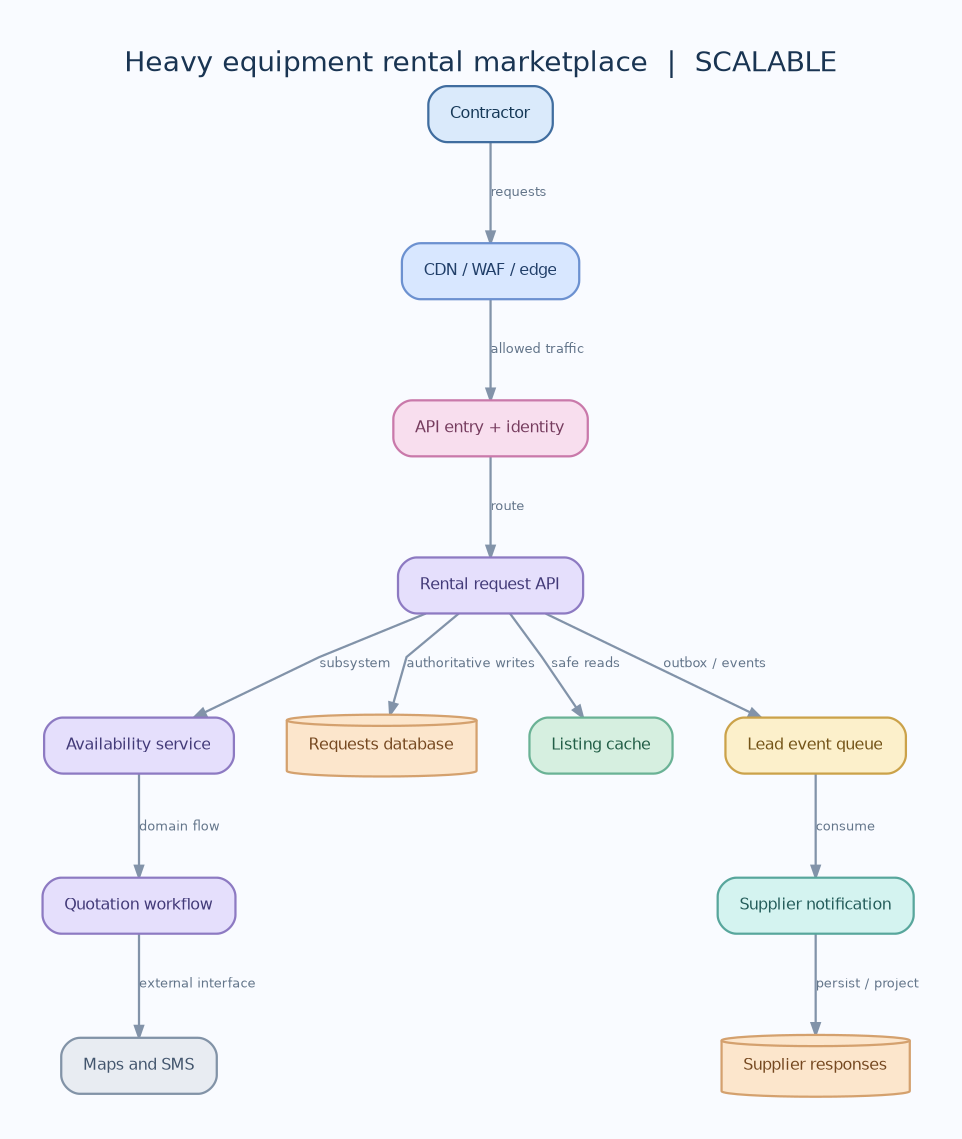 Heavy equipment rental marketplace | SCALABLE
Contractor
requests
CDN / WAF / edge
allowed traffic
API entry + identity
route
Rental request API
subsystem
authoritative writes
safe reads
outbox / events
Availability service
Requests database
Listing cache
Lead event queue
domain flow
consume
Quotation workflow
Supplier notification
external interface
persist / project
Maps and SMS
Supplier responses